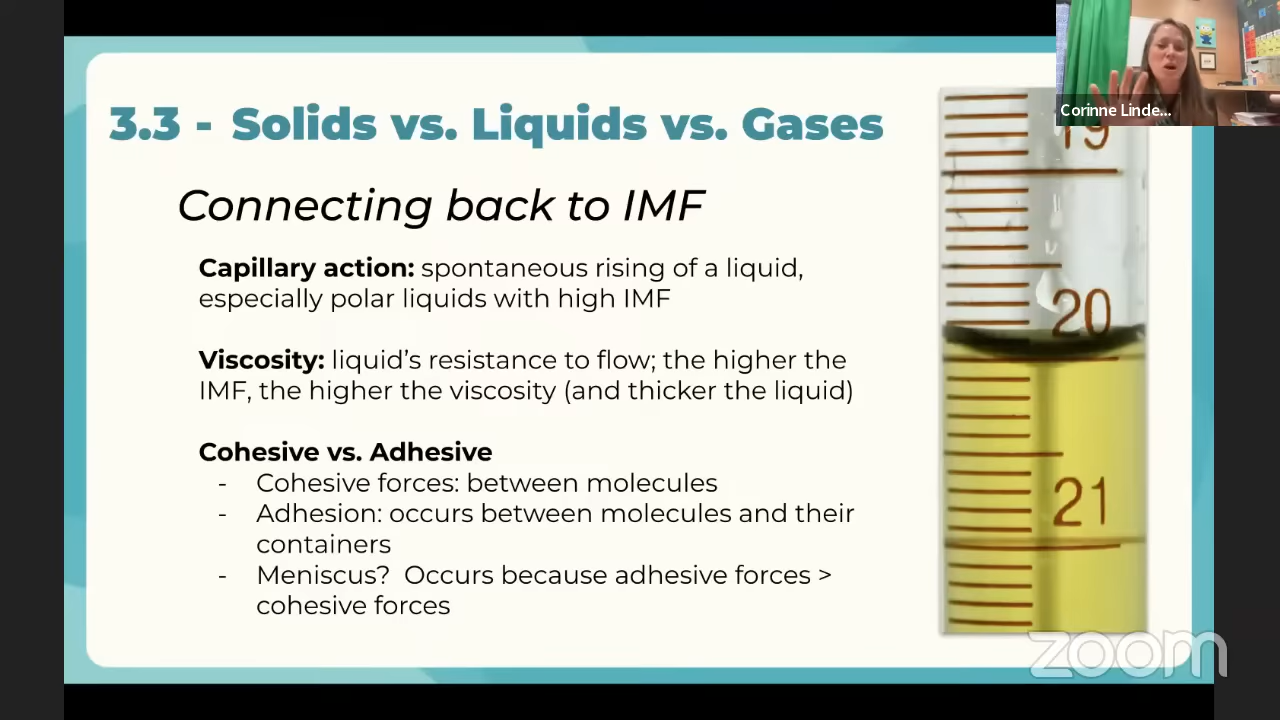 Corinne Linde...
3.3 - Solids vs. Liquids vs. Gases
Connecting back to IMF
Capillary action: spontaneous rising of a liquid,
especially polar liquids with high IMF
Viscosity: liquid's resistance to flow; the higher the
IMF, the higher the viscosity (and thicker the liquid)
Cohesive vs. Adhesive
- Cohesive forces: between molecules
- Adhesion: occurs between molecules and their
containers
- Meniscus? Occurs because adhesive forces >
cohesive forces
19
20
21
zoom